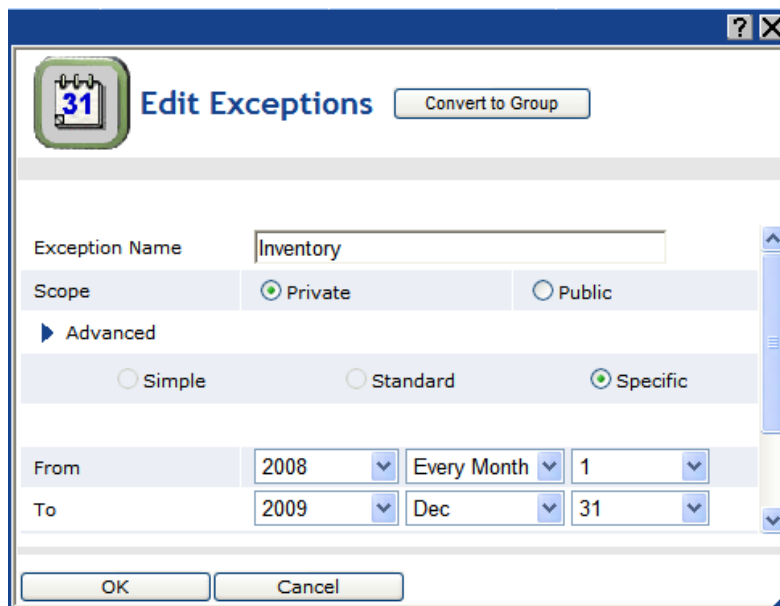 ?
31 Edit Exceptions Convert to Group
Exception Name Inventory
Scope Private Public
Advanced
Simple Standard Specific
From 2008 Every Month 1
To 2009 Dec 31
OK Cancel